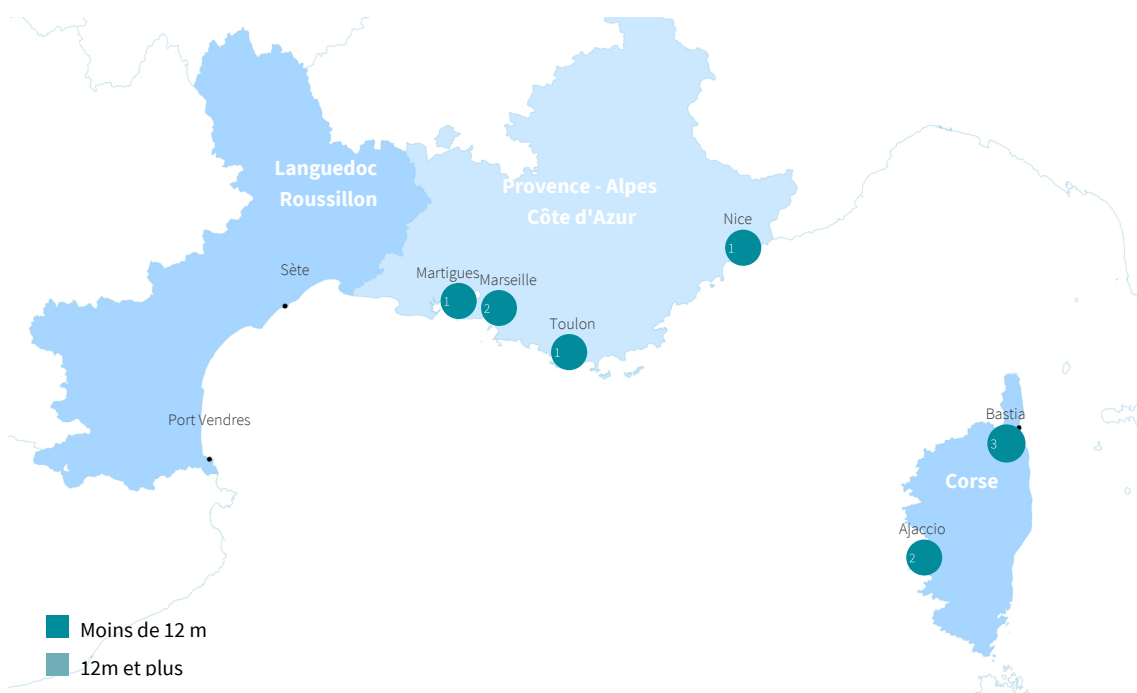 Languedoc
Roussillon
Provence - Alpes
Côte d'Azur
Nice
1
Sète
Martigues
1
Marseille
2
Toulon
1
Port Vendres
Bastia
3
Corse
Ajaccio
2
Moins de 12 m
12m et plus